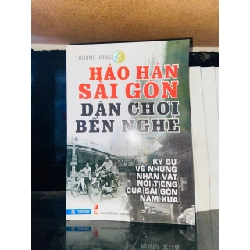 HẢO HÁN
SÀI GÒN
DÂN CHƠI
BẾN NGHÉ
KÝ SỰ
VỀ NHỮNG
NHÂN VẬT
NỔI TIẾNG
CỦA SÀI GÒN
NĂM XƯA